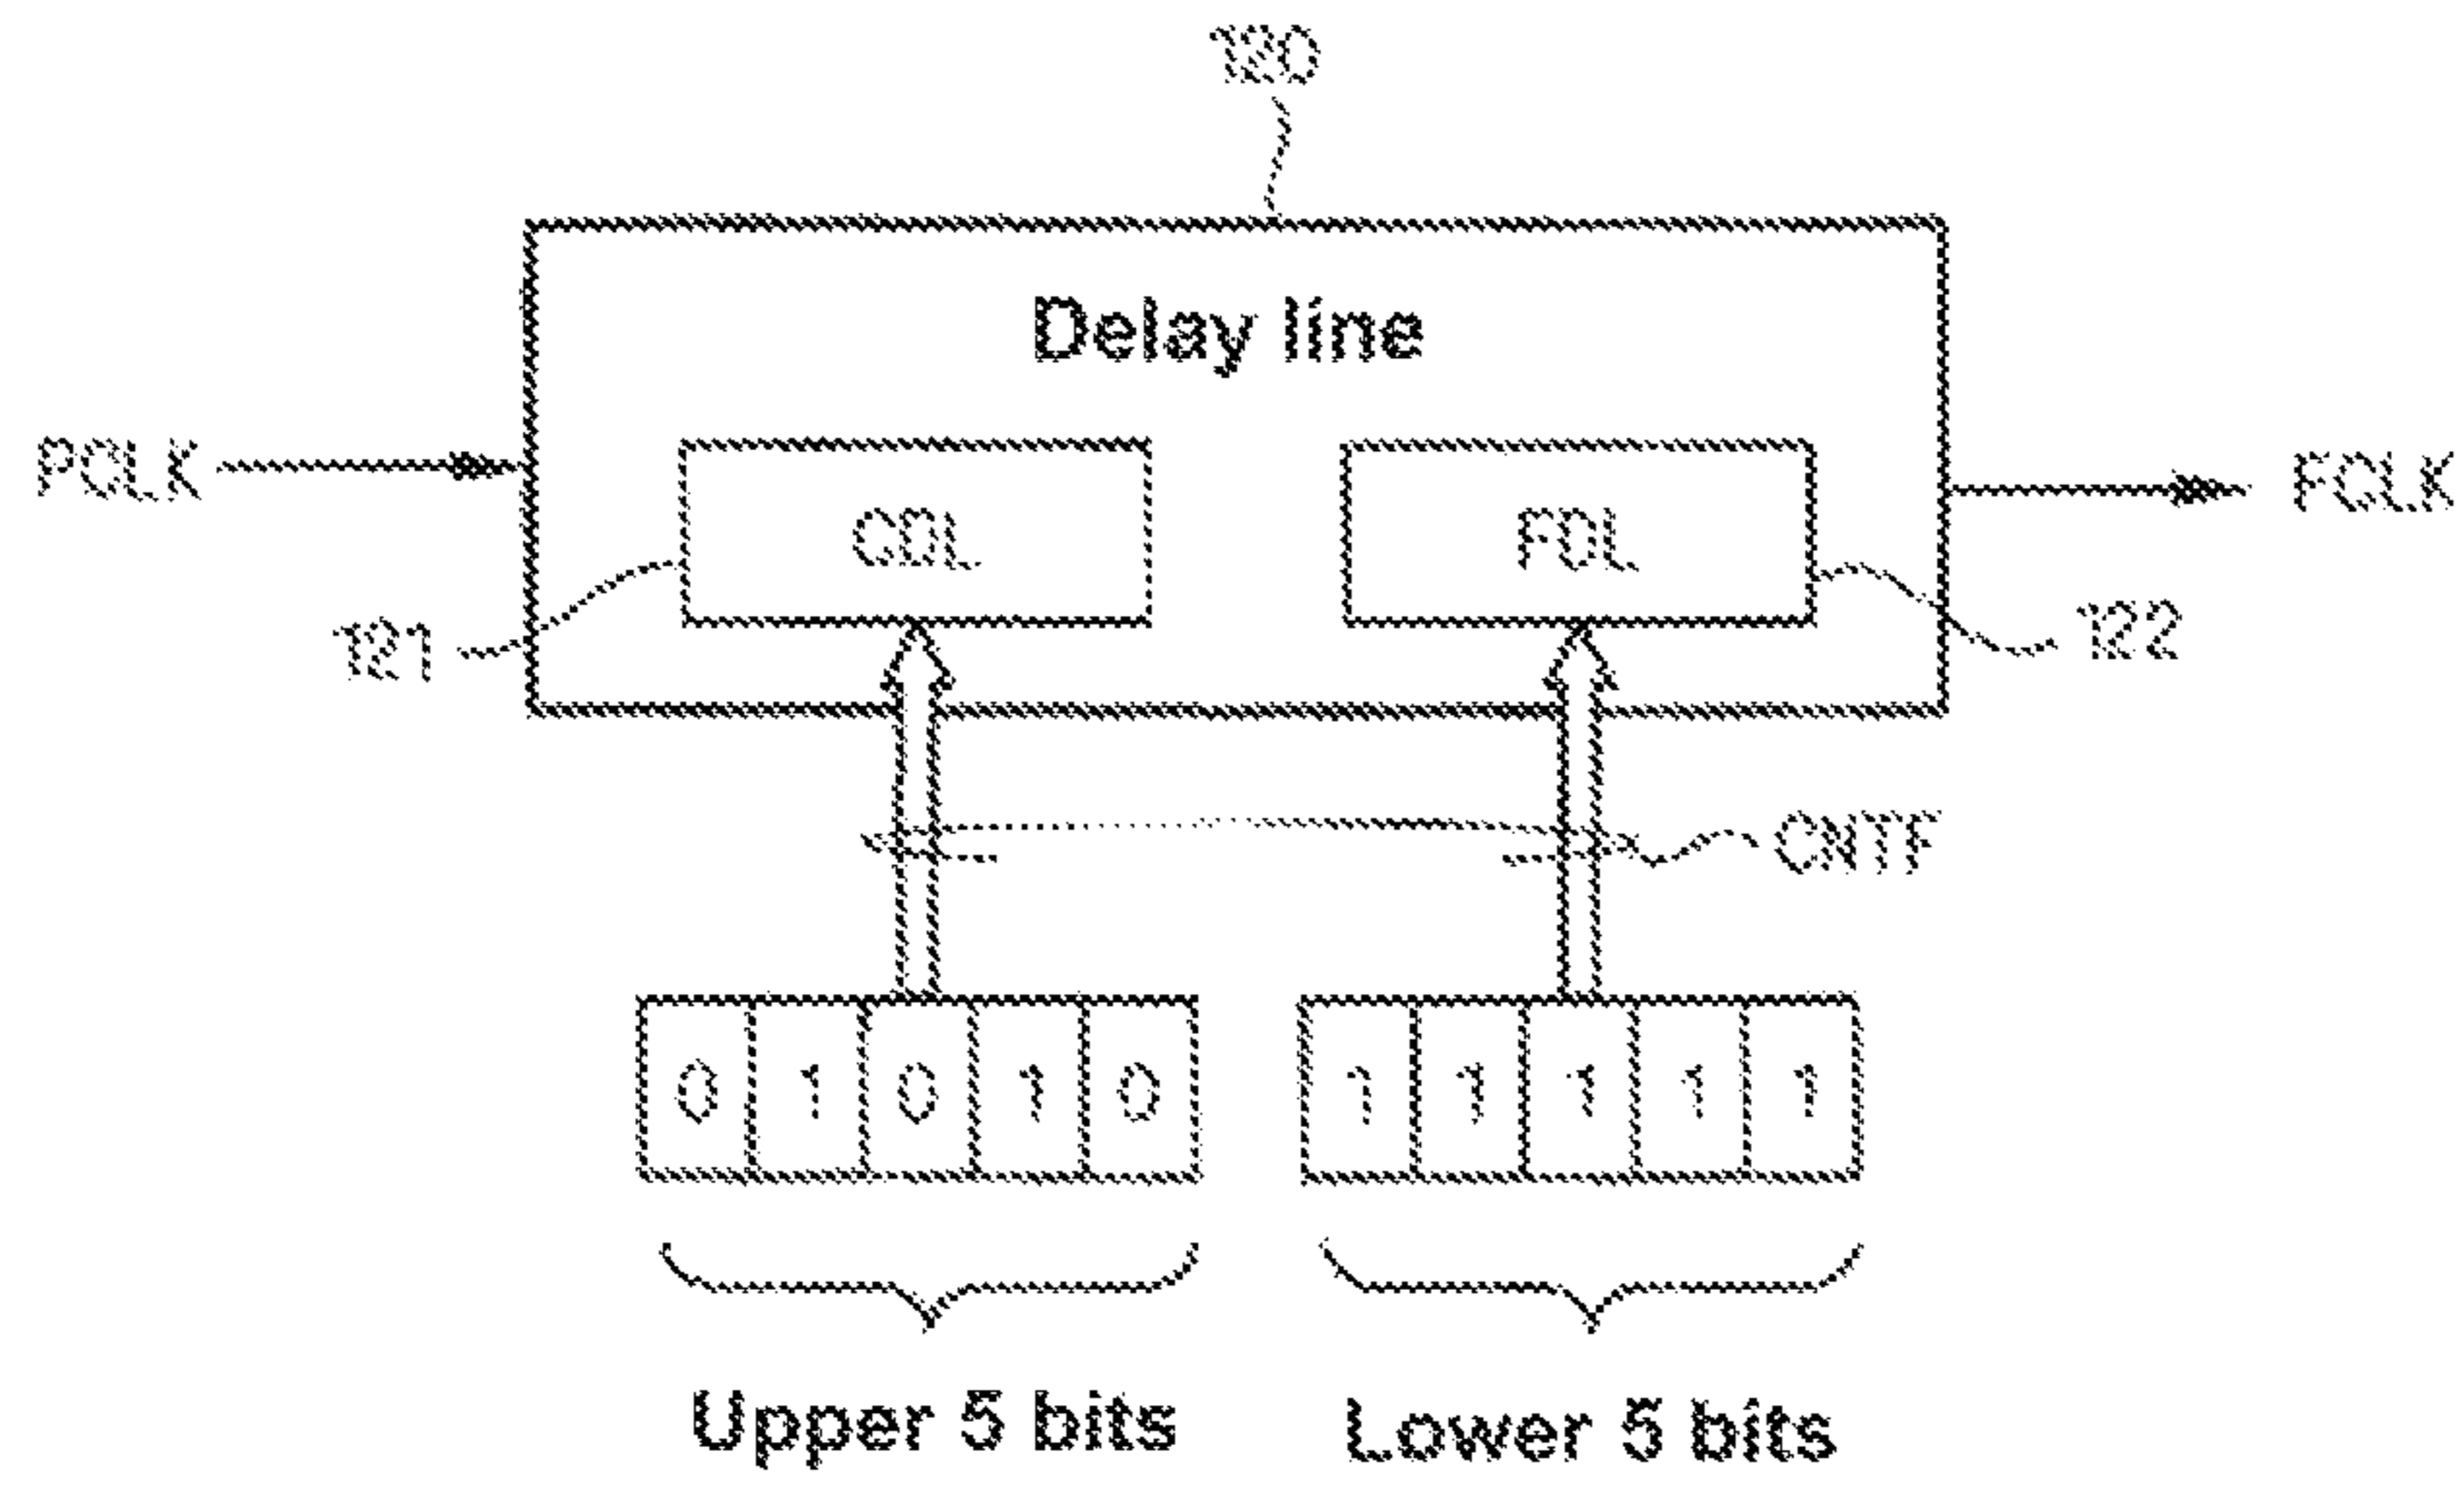 120
Delay line
PCLK
FCLK
CDL
FDL
121
122
CNTF
0 1 0 1 0
1 1 1 1 1
Upper 5 bits
Lower 5 bits